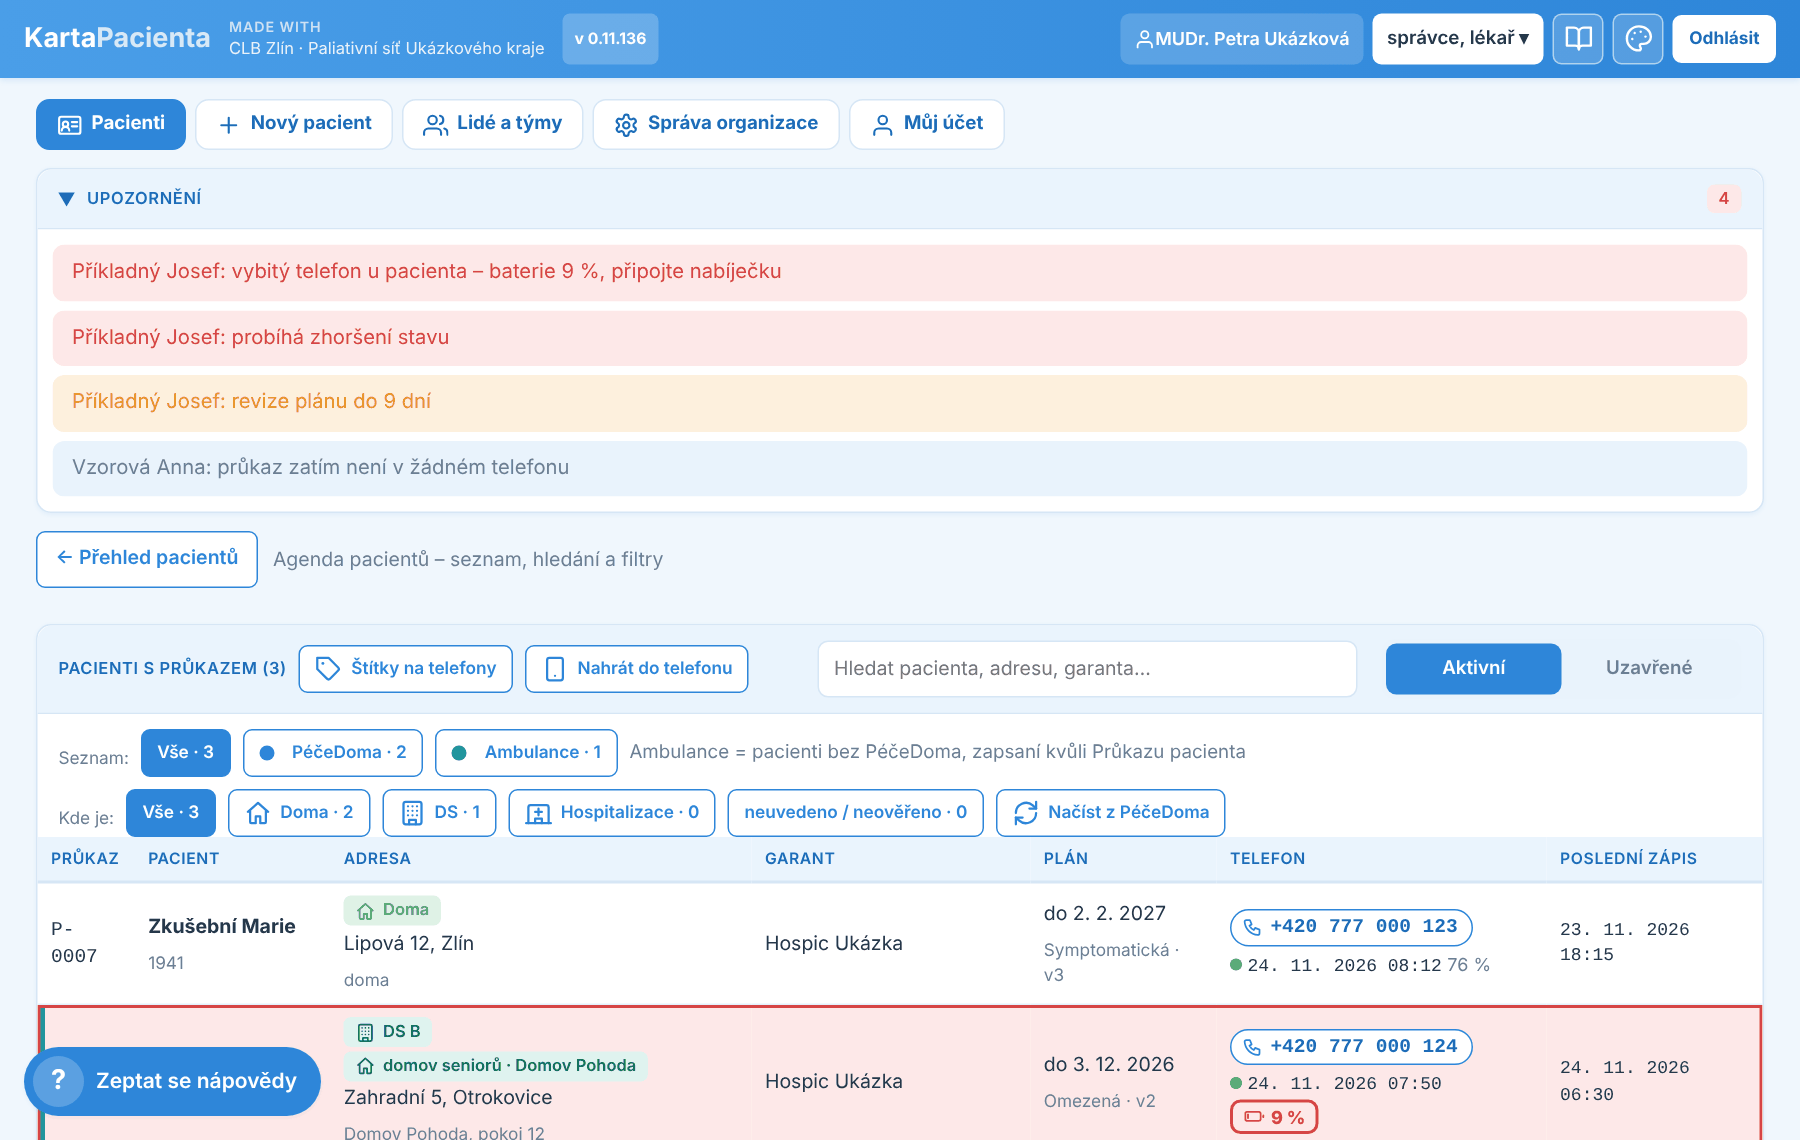 KartaPacienta
MADE WITH
CLB Zlín · Paliativní síť Ukázkového kraje
v 0.11.136
MUDr. Petra Ukázková
správce, lékař ▾
Odhlásit
Pacienti
Nový pacient
Lidé a týmy
Správa organizace
Můj účet
▼ UPOZORNĚNÍ
4
Příkladný Josef: vybitý telefon u pacienta – baterie 9 %, připojte nabíječku
Příkladný Josef: probíhá zhoršení stavu
Příkladný Josef: revize plánu do 9 dní
Vzorová Anna: průkaz zatím není v žádném telefonu
← Přehled pacientů
Agenda pacientů – seznam, hledání a filtry
PACIENTI S PRŮKAZEM (3)
Štítky na telefony
Nahrát do telefonu
Hledat pacienta, adresu, garanta...
Aktivní
Uzavřené
Seznam:
Vše · 3
PéčeDoma · 2
Ambulance · 1
Ambulance = pacienti bez PéčeDoma, zapsaní kvůli Průkazu pacienta
Kde je:
Vše · 3
Doma · 2
DS · 1
Hospitalizace · 0
neuvedeno / neověřeno · 0
Načíst z PéčeDoma
PRŮKAZ
PACIENT
ADRESA
GARANT
PLÁN
TELEFON
POSLEDNÍ ZÁPIS
P-
0007
Zkušební Marie
1941
Doma
Lipová 12, Zlín
doma
Hospic Ukázka
do 2. 2. 2027
Symptomatická ·
v3
+420 777 000 123
24. 11. 2026 08:12 76 %
23. 11. 2026
18:15
DS B
domov seniorů · Domov Pohoda
Zahradní 5, Otrokovice
Domov Pohoda, pokoj 12
Hospic Ukázka
do 3. 12. 2026
Omezená · v2
+420 777 000 124
24. 11. 2026 07:50
9 %
24. 11. 2026
06:30
? Zeptat se nápovědy